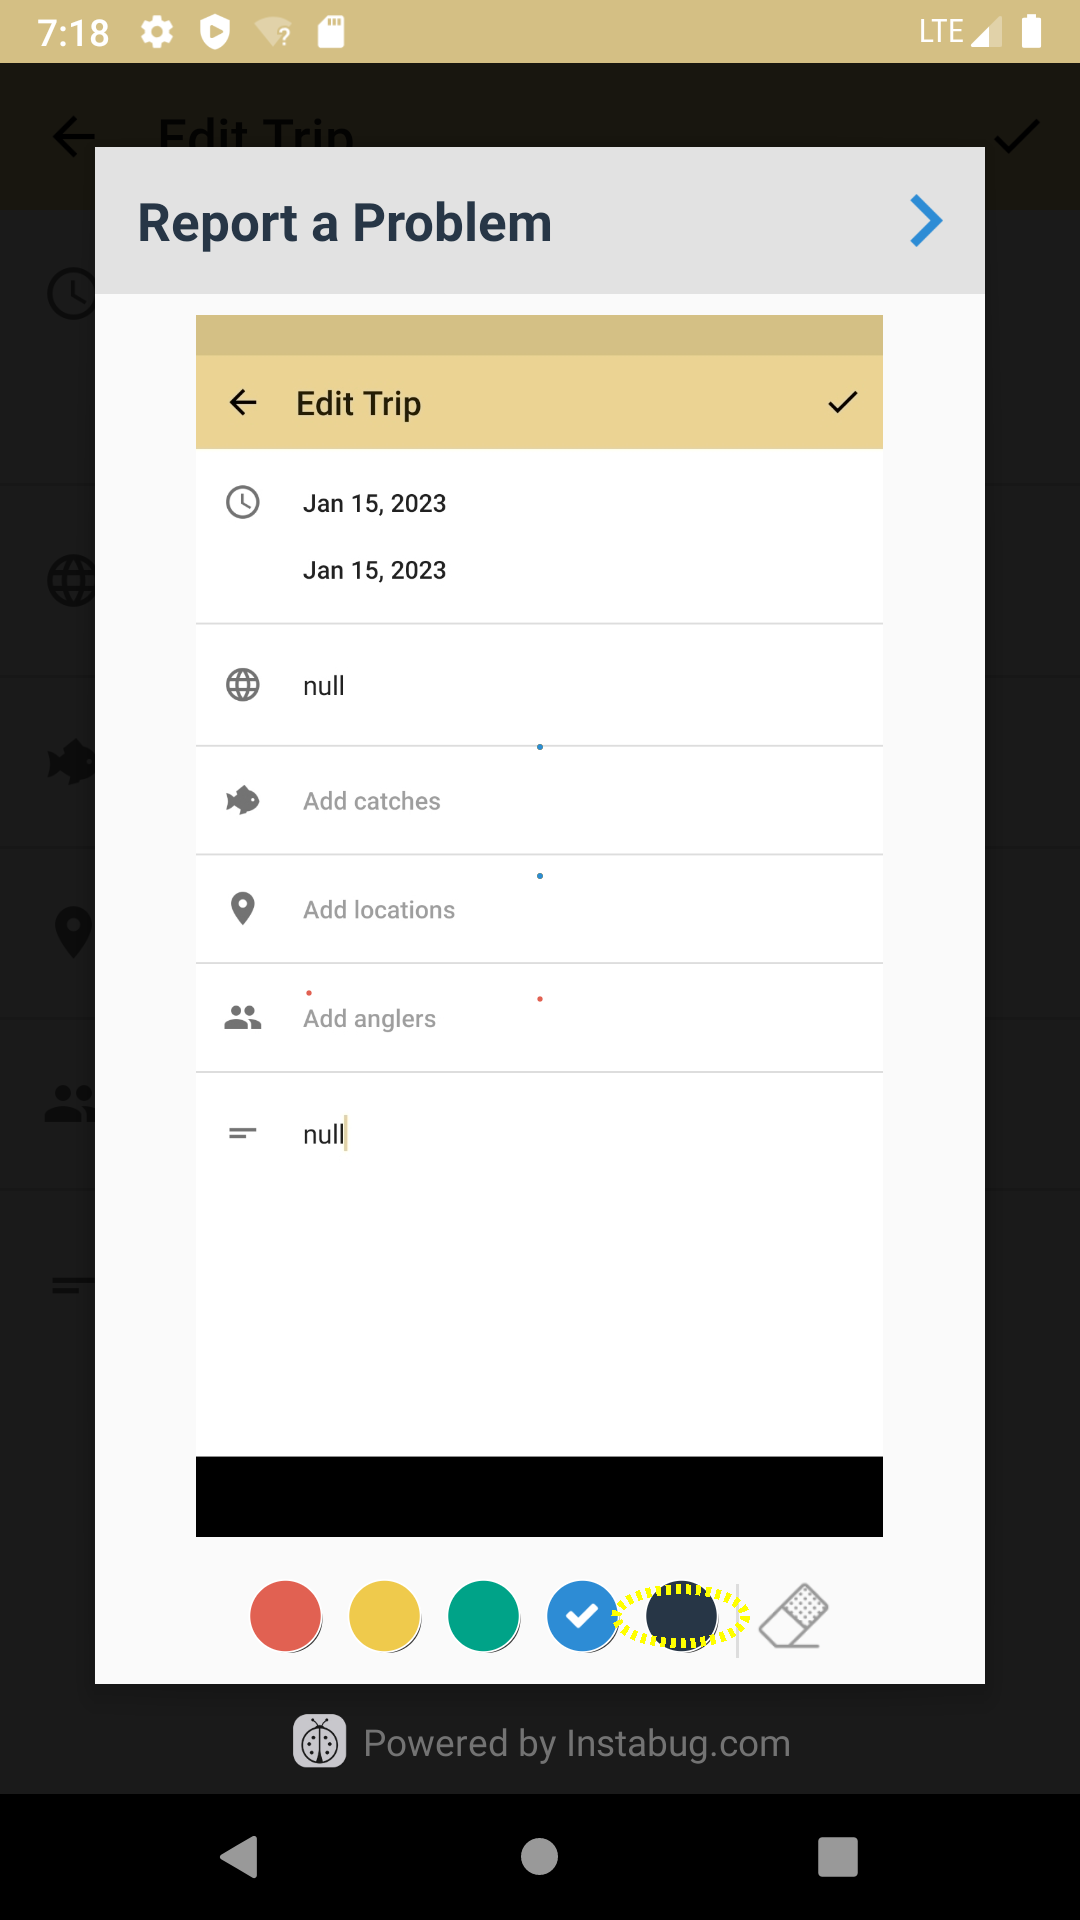 7:18
LTE
Edit Trip
Report a Problem
Edit Trip
Jan 15, 2023
Jan 15, 2023
null
Add catches
Add locations
Add anglers
null
Powered by Instabug.com